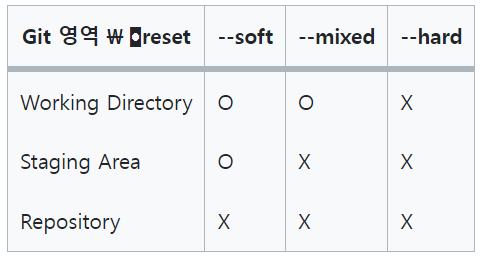 Git 영역 ₩ ◘reset --soft --mixed --hard
Working Directory O O X
Staging Area O X X
Repository X X X